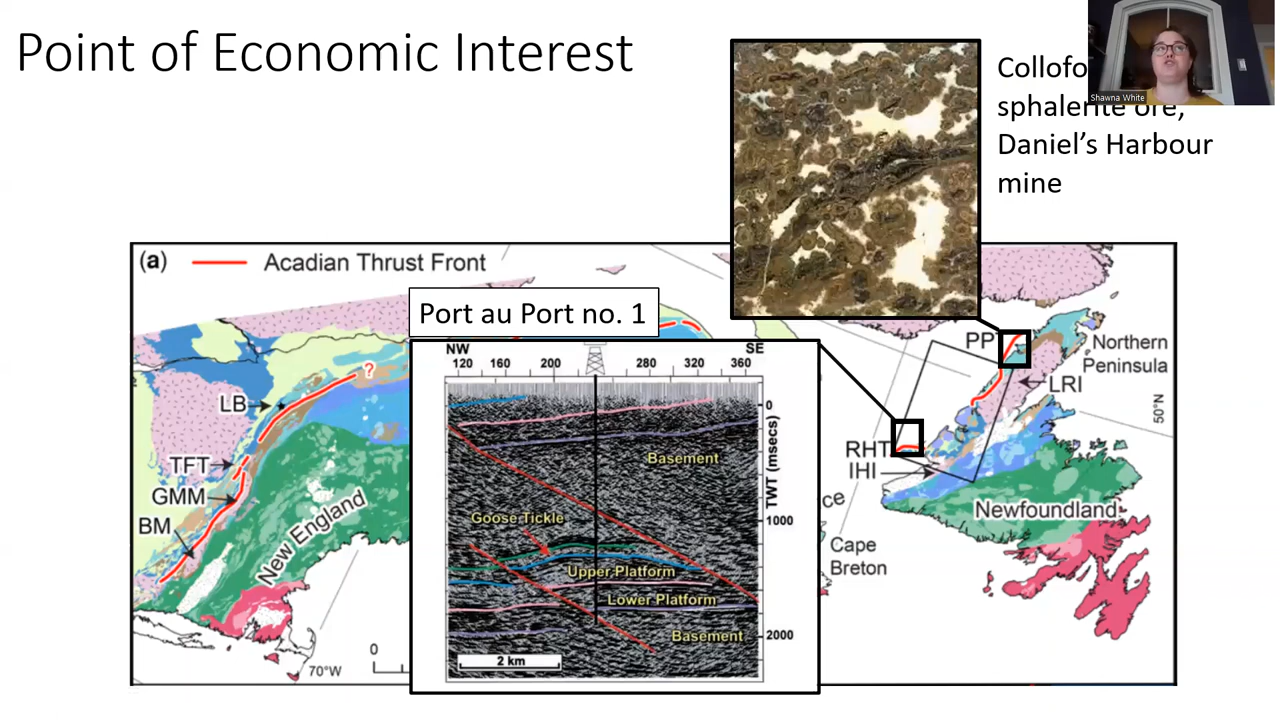 Point of Economic Interest
Shawna White
sphalerite ore,
Daniel's Harbour
mine
(a) Acadian Thrust Front
Port au Port no. 1
NW SE
120 160 200 280 320 360
0
Basement
TWT (msecs)
1000
Goose Tickle
Upper Platform
Lower Platform
Basement
2000
2 km
?
LB
TFT
GMM
BM
New England
70°W
0
PP
Northern
Peninsula
LRI
50°N
RHT
IHI
Newfoundland
ce
Cape
Breton